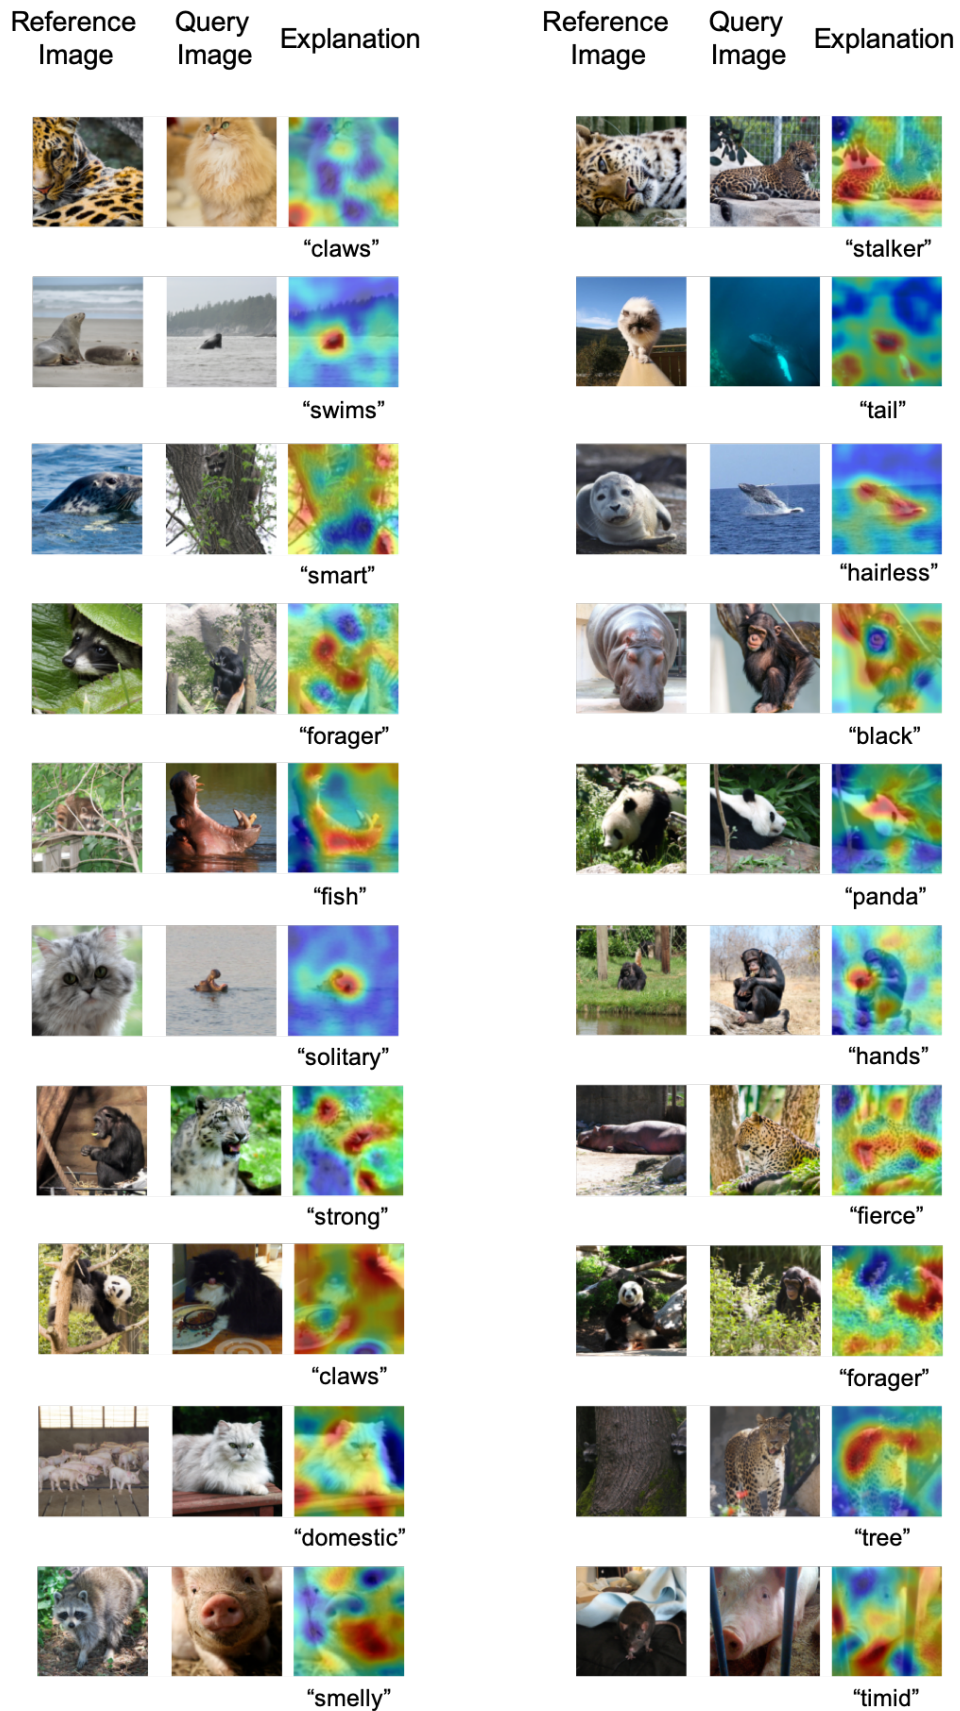 Reference Image Query Image Explanation Reference Image Query Image Explanation
“claws” “stalker”
“swims” “tail”
“smart” “hairless”
“forager” “black”
“fish” “panda”
“solitary” “hands”
“strong” “fierce”
“claws” “forager”
“domestic” “tree”
“smelly” “timid”